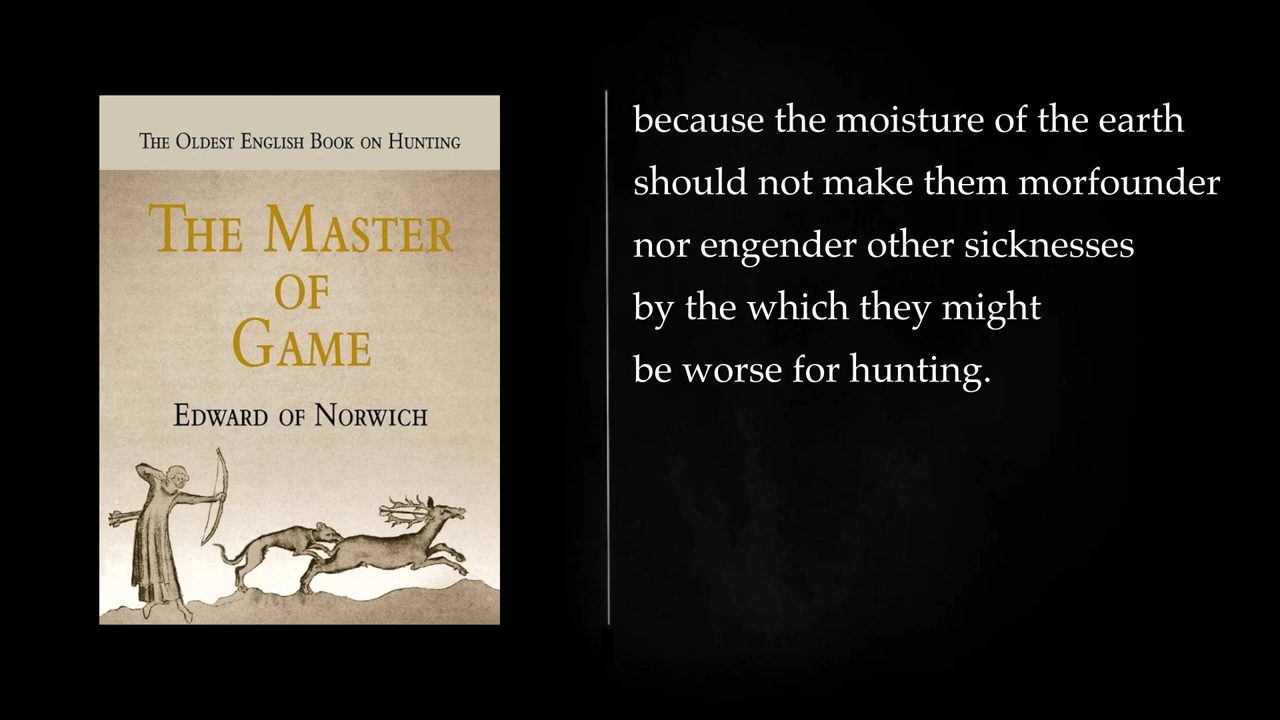 THE OLDEST ENGLISH BOOK ON HUNTING
THE MASTER
OF
GAME
EDWARD OF NORWICH
because the moisture of the earth
should not make them morfounder
nor engender other sicknesses
by the which they might
be worse for hunting.